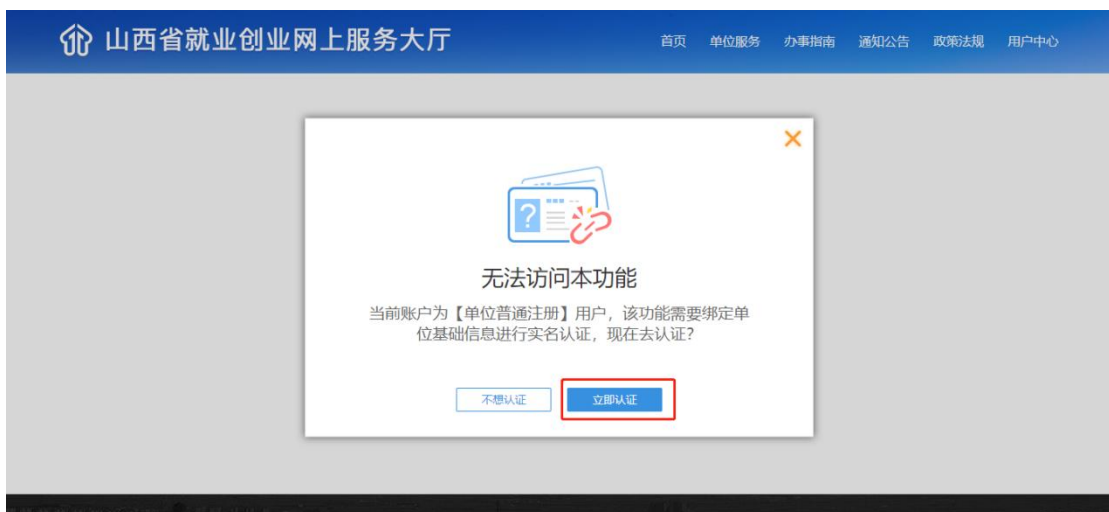 山西省就业创业网上服务大厅
首页 单位服务 办事指南 通知公告 政策法规 用户中心
?
无法访问本功能
当前账户为【单位普通注册】用户，该功能需要绑定单
位基础信息进行实名认证，现在去认证？
不想认证 立即认证